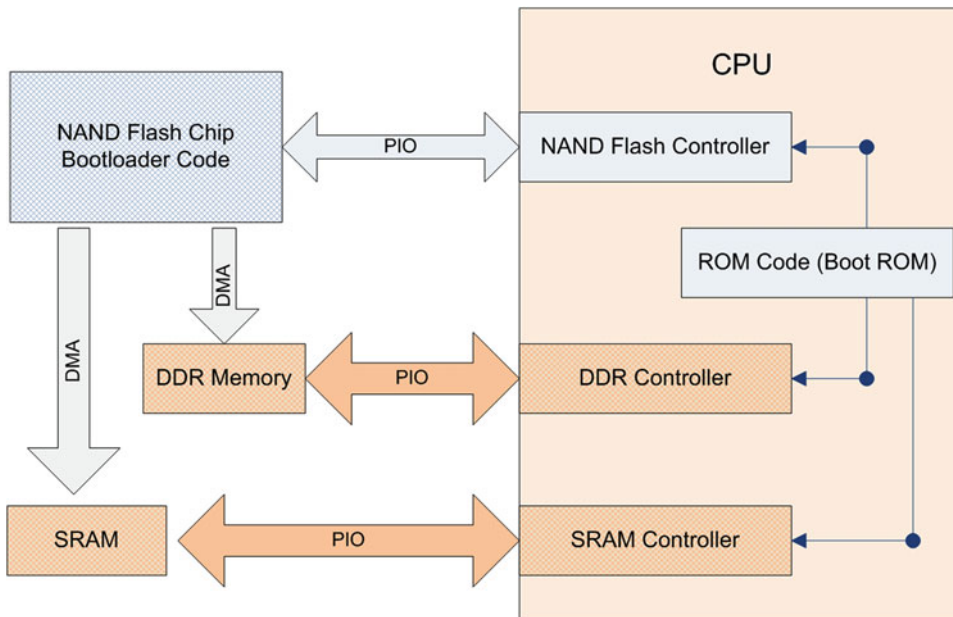 CPU
NAND Flash Chip
Bootloader Code
PIO
NAND Flash Controller
ROM Code (Boot ROM)
DMA
DMA
DDR Memory
PIO
DDR Controller
SRAM
PIO
SRAM Controller